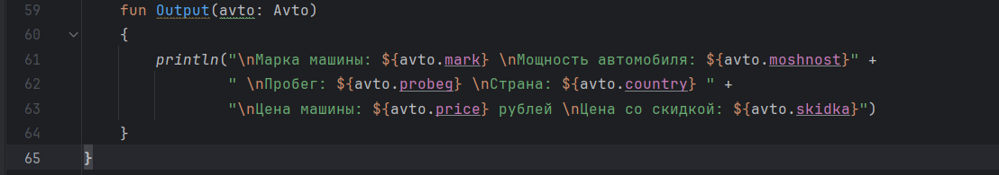 59 fun Output(avto: Avto)
60 {
61 println("\nМарка машины: ${avto.mark} \nМощность автомобиля: ${avto.moshnost}" +
62 " \nПробег: ${avto.probeg} \nСтрана: ${avto.country} " +
63 "\nЦена машины: ${avto.price} рублей \nЦена со скидкой: ${avto.skidka}")
64 }
65 }